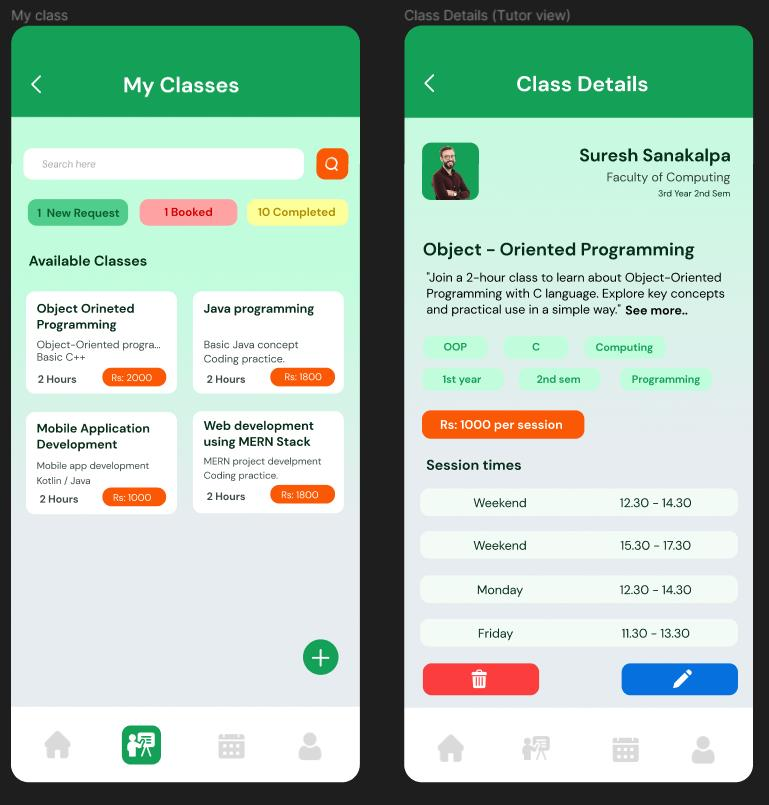 My class
My Classes
Search here
1 New Request
1 Booked
10 Completed
Available Classes
Object Orineted
Programming
Object-Oriented progra...
Basic C++
2 Hours
Rs: 2000
Java programming
Basic Java concept
Coding practice.
2 Hours
Rs: 1800
Mobile Application
Development
Mobile app development
Kotlin / Java
2 Hours
Rs: 1000
Web development
using MERN Stack
MERN project develpment
Coding practice.
2 Hours
Rs: 1800
Class Details (Tutor view)
Class Details
Suresh Sanakalpa
Faculty of Computing
3rd Year 2nd Sem
Object - Oriented Programming
"Join a 2-hour class to learn about Object-Oriented
Programming with C language. Explore key concepts
and practical use in a simple way." See more..
OOP
C
Computing
1st year
2nd sem
Programming
Rs: 1000 per session
Session times
Weekend 12.30 - 14.30
Weekend 15.30 - 17.30
Monday 12.30 - 14.30
Friday 11.30 - 13.30